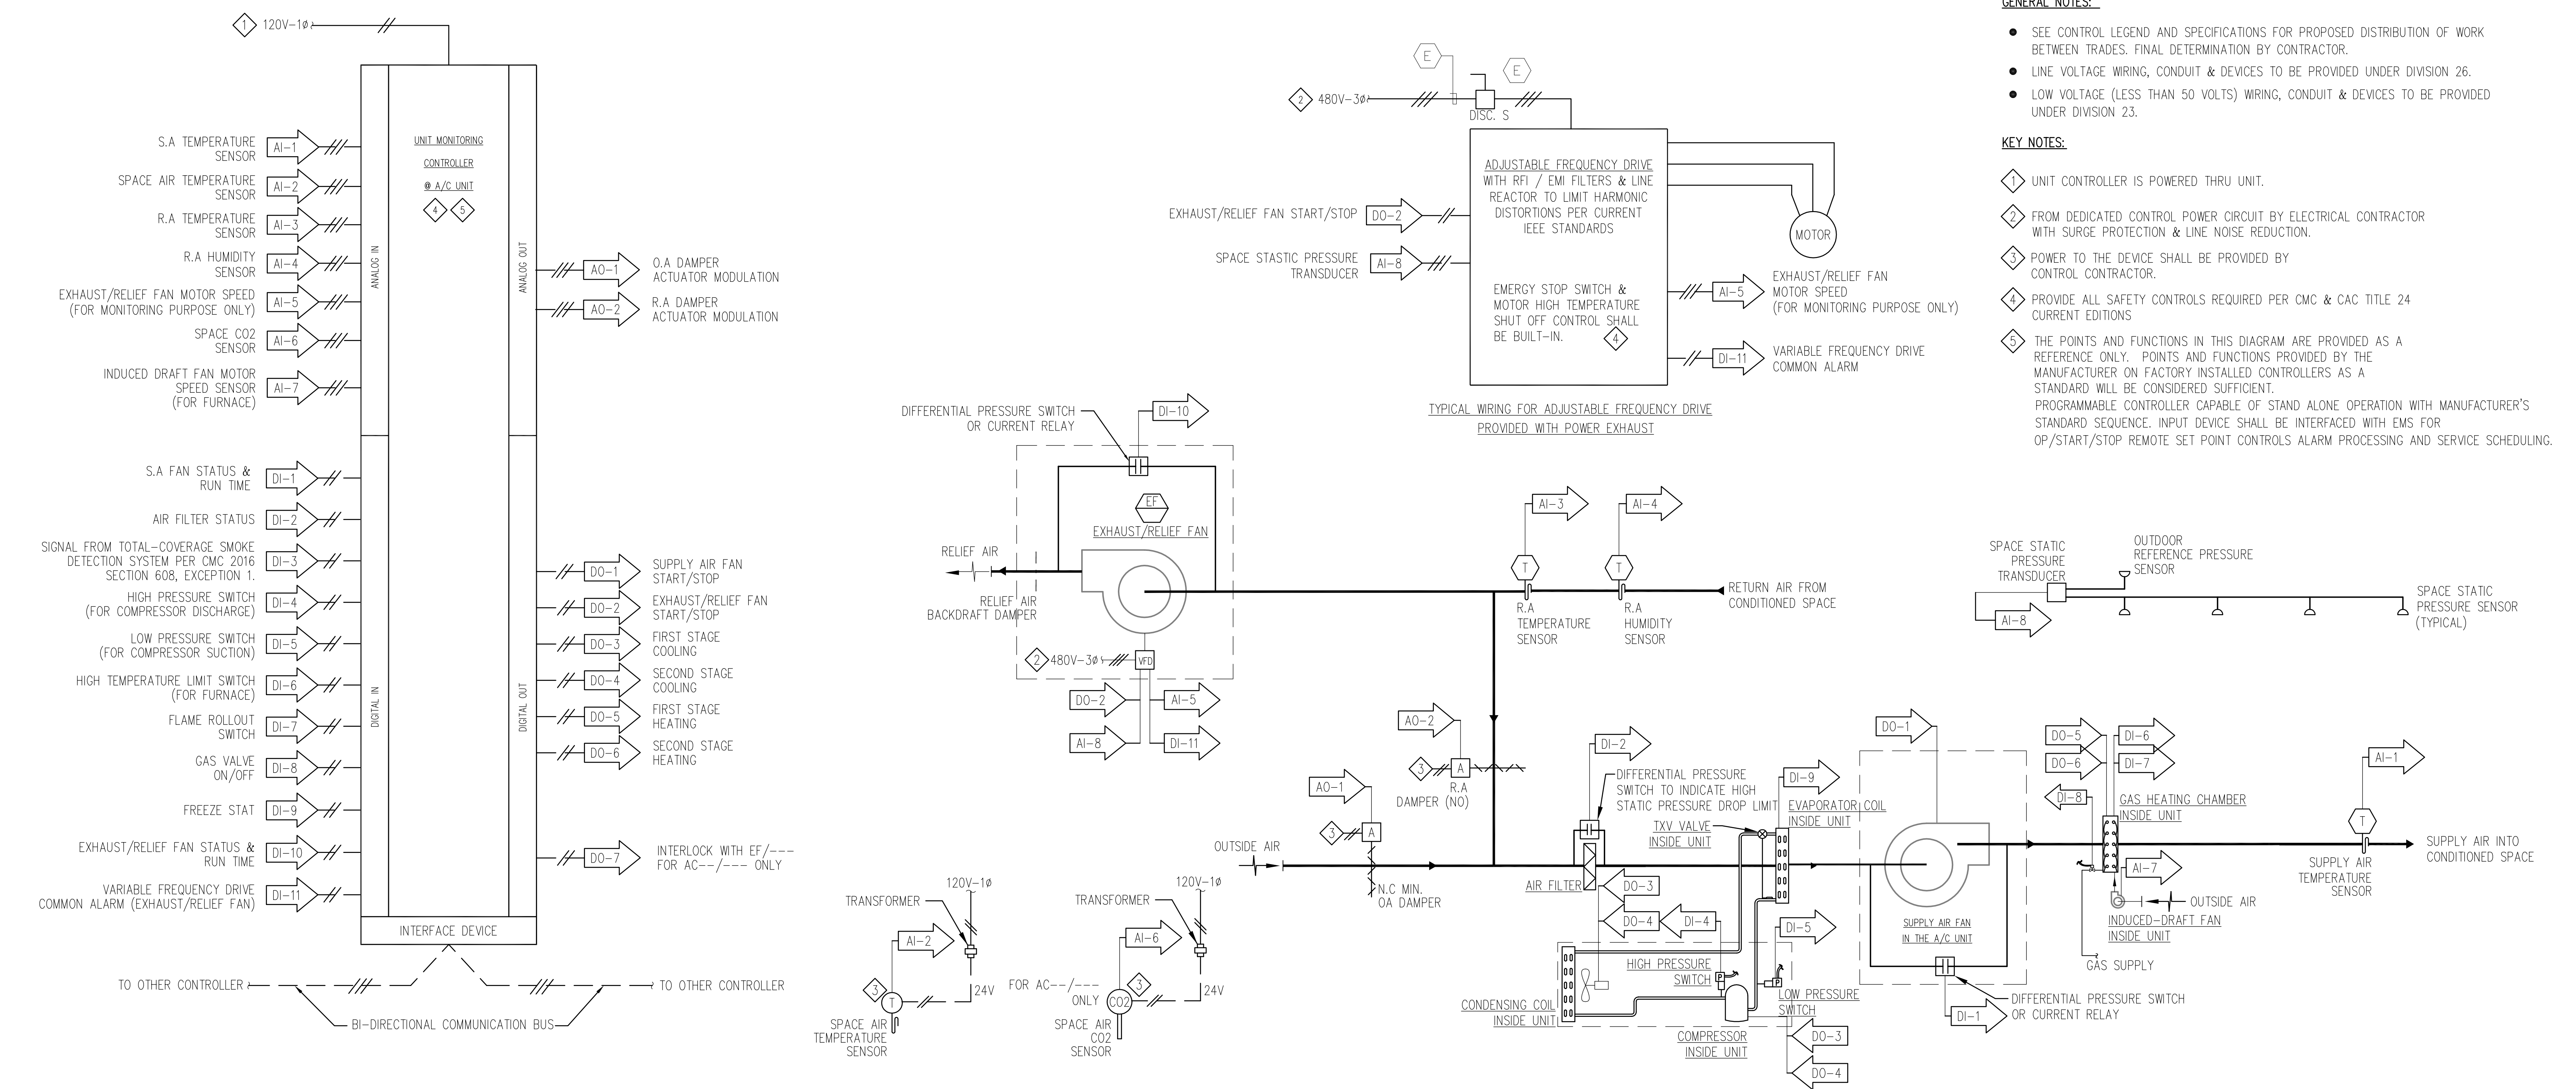 1 120V-1ø
UNIT MONITORING
CONTROLLER
@ A/C UNIT
4 5
ANALOG IN
ANALOG OUT
DIGITAL IN
DIGITAL OUT
S.A TEMPERATURE
SENSOR
AI-1
SPACE AIR TEMPERATURE
SENSOR
AI-2
R.A TEMPERATURE
SENSOR
AI-3
R.A HUMIDITY
SENSOR
AI-4
EXHAUST/RELIEF FAN MOTOR SPEED
(FOR MONITORING PURPOSE ONLY)
AI-5
SPACE CO2
SENSOR
AI-6
INDUCED DRAFT FAN MOTOR
SPEED SENSOR
(FOR FURNACE)
AI-7
S.A FAN STATUS &
RUN TIME
DI-1
AIR FILTER STATUS
DI-2
SIGNAL FROM TOTAL-COVERAGE SMOKE
DETECTION SYSTEM PER CMC 2016
SECTION 608, EXCEPTION 1.
DI-3
HIGH PRESSURE SWITCH
(FOR COMPRESSOR DISCHARGE)
DI-4
LOW PRESSURE SWITCH
(FOR COMPRESSOR SUCTION)
DI-5
HIGH TEMPERATURE LIMIT SWITCH
(FOR FURNACE)
DI-6
FLAME ROLLOUT
SWITCH
DI-7
GAS VALVE
ON/OFF
DI-8
FREEZE STAT
DI-9
EXHAUST/RELIEF FAN STATUS &
RUN TIME
DI-10
VARIABLE FREQUENCY DRIVE
COMMON ALARM (EXHAUST/RELIEF FAN)
DI-11
AO-1
O.A DAMPER
ACTUATOR MODULATION
AO-2
R.A DAMPER
ACTUATOR MODULATION
DO-1
SUPPLY AIR FAN
START/STOP
DO-2
EXHAUST/RELIEF FAN
START/STOP
DO-3
FIRST STAGE
COOLING
DO-4
SECOND STAGE
COOLING
DO-5
FIRST STAGE
HEATING
DO-6
SECOND STAGE
HEATING
DO-7
INTERLOCK WITH EF/---
FOR AC--/--- ONLY
INTERFACE DEVICE
TO OTHER CONTROLLER
TO OTHER CONTROLLER
BI-DIRECTIONAL COMMUNICATION BUS
E
E
2 480V-3ø
DISC. S
ADJUSTABLE FREQUENCY DRIVE
WITH RFI / EMI FILTERS & LINE
REACTOR TO LIMIT HARMONIC
DISTORTIONS PER CURRENT
IEEE STANDARDS
EMERGY STOP SWITCH &
MOTOR HIGH TEMPERATURE
SHUT OFF CONTROL SHALL
BE BUILT-IN.
4
MOTOR
EXHAUST/RELIEF FAN START/STOP
DO-2
SPACE STASTIC PRESSURE
TRANSDUCER
AI-8
AI-5
EXHAUST/RELIEF FAN
MOTOR SPEED
(FOR MONITORING PURPOSE ONLY)
DI-11
VARIABLE FREQUENCY DRIVE
COMMON ALARM
TYPICAL WIRING FOR ADJUSTABLE FREQUENCY DRIVE
PROVIDED WITH POWER EXHAUST
DIFFERENTIAL PRESSURE SWITCH
OR CURRENT RELAY
DI-10
EF
EXHAUST/RELIEF FAN
RELIEF AIR
RELIEF AIR
BACKDRAFT DAMPER
2 480V-3ø
VFD
DO-2
AI-5
AI-8
DI-11
AI-3
AI-4
T
T
R.A
TEMPERATURE
SENSOR
R.A
HUMIDITY
SENSOR
RETURN AIR FROM
CONDITIONED SPACE
AO-2
3
A
R.A
DAMPER (NO)
AO-1
3
A
OUTSIDE AIR
N.C MIN.
OA DAMPER
DI-2
DIFFERENTIAL PRESSURE
SWITCH TO INDICATE HIGH
STATIC PRESSURE DROP LIMIT
AIR FILTER
TXV VALVE
INSIDE UNIT
DI-9
EVAPORATOR COIL
INSIDE UNIT
DO-3
DO-4
DI-4
DI-5
HIGH PRESSURE
SWITCH
P
P
LOW PRESSURE
SWITCH
CONDENSING COIL
INSIDE UNIT
COMPRESSOR
INSIDE UNIT
DO-3
DO-4
DO-1
SUPPLY AIR FAN
IN THE A/C UNIT
DI-1
DIFFERENTIAL PRESSURE SWITCH
OR CURRENT RELAY
DO-5
DO-6
DI-6
DI-7
DI-8
GAS HEATING CHAMBER
INSIDE UNIT
AI-7
OUTSIDE AIR
INDUCED-DRAFT FAN
INSIDE UNIT
GAS SUPPLY
AI-1
T
SUPPLY AIR
TEMPERATURE
SENSOR
SUPPLY AIR INTO
CONDITIONED SPACE
120V-1ø
TRANSFORMER
AI-2
3
T
24V
SPACE AIR
TEMPERATURE
SENSOR
120V-1ø
TRANSFORMER
AI-6
FOR AC--/---
ONLY
3
CO2
24V
SPACE AIR
CO2
SENSOR
SPACE STATIC
PRESSURE
TRANSDUCER
AI-8
OUTDOOR
REFERENCE PRESSURE
SENSOR
SPACE STATIC
PRESSURE SENSOR
(TYPICAL)
GENERAL NOTES:
SEE CONTROL LEGEND AND SPECIFICATIONS FOR PROPOSED DISTRIBUTION OF WORK
BETWEEN TRADES. FINAL DETERMINATION BY CONTRACTOR.
LINE VOLTAGE WIRING, CONDUIT & DEVICES TO BE PROVIDED UNDER DIVISION 26.
LOW VOLTAGE (LESS THAN 50 VOLTS) WIRING, CONDUIT & DEVICES TO BE PROVIDED
UNDER DIVISION 23.
KEY NOTES:
1 UNIT CONTROLLER IS POWERED THRU UNIT.
2 FROM DEDICATED CONTROL POWER CIRCUIT BY ELECTRICAL CONTRACTOR
WITH SURGE PROTECTION & LINE NOISE REDUCTION.
3 POWER TO THE DEVICE SHALL BE PROVIDED BY
CONTROL CONTRACTOR.
4 PROVIDE ALL SAFETY CONTROLS REQUIRED PER CMC & CAC TITLE 24
CURRENT EDITIONS
5 THE POINTS AND FUNCTIONS IN THIS DIAGRAM ARE PROVIDED AS A
REFERENCE ONLY. POINTS AND FUNCTIONS PROVIDED BY THE
MANUFACTURER ON FACTORY INSTALLED CONTROLLERS AS A
STANDARD WILL BE CONSIDERED SUFFICIENT.
PROGRAMMABLE CONTROLLER CAPABLE OF STAND ALONE OPERATION WITH MANUFACTURER'S
STANDARD SEQUENCE. INPUT DEVICE SHALL BE INTERFACED WITH EMS FOR
OP/START/STOP REMOTE SET POINT CONTROLS ALARM PROCESSING AND SERVICE SCHEDULING.